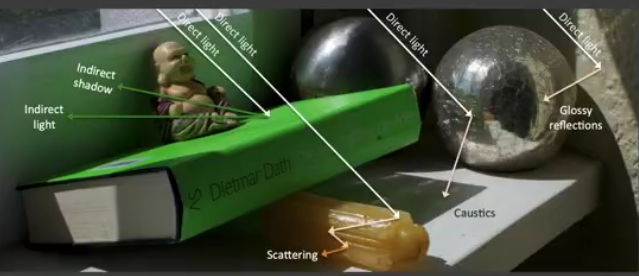 Direct light
Direct light
Direct light
Direct light
Indirect
shadow
Indirect
light
Glossy
reflections
Dietmar Dath
Caustics
Scattering